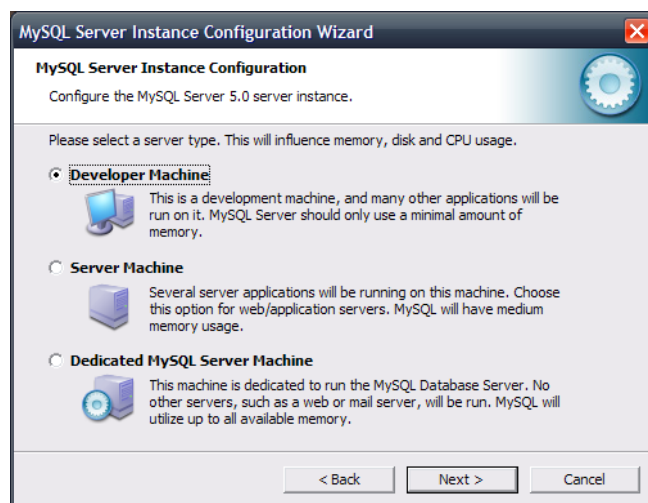 MySQL Server Instance Configuration Wizard
MySQL Server Instance Configuration
Configure the MySQL Server 5.0 server instance.
Please select a server type. This will influence memory, disk and CPU usage.
Developer Machine
This is a development machine, and many other applications will be
run on it. MySQL Server should only use a minimal amount of
memory.
Server Machine
Several server applications will be running on this machine. Choose
this option for web/application servers. MySQL will have medium
memory usage.
Dedicated MySQL Server Machine
This machine is dedicated to run the MySQL Database Server. No
other servers, such as a web or mail server, will be run. MySQL will
utilize up to all available memory.
< Back Next > Cancel